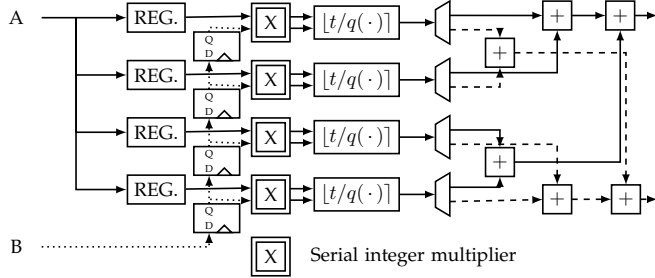 A REG. X ⌊t/q(·)⌉ + +
Q
D
+
REG. X ⌊t/q(·)⌉
Q
D
REG. X ⌊t/q(·)⌉
Q
D
+
REG. X ⌊t/q(·)⌉ + +
Q
D
B X Serial integer multiplier